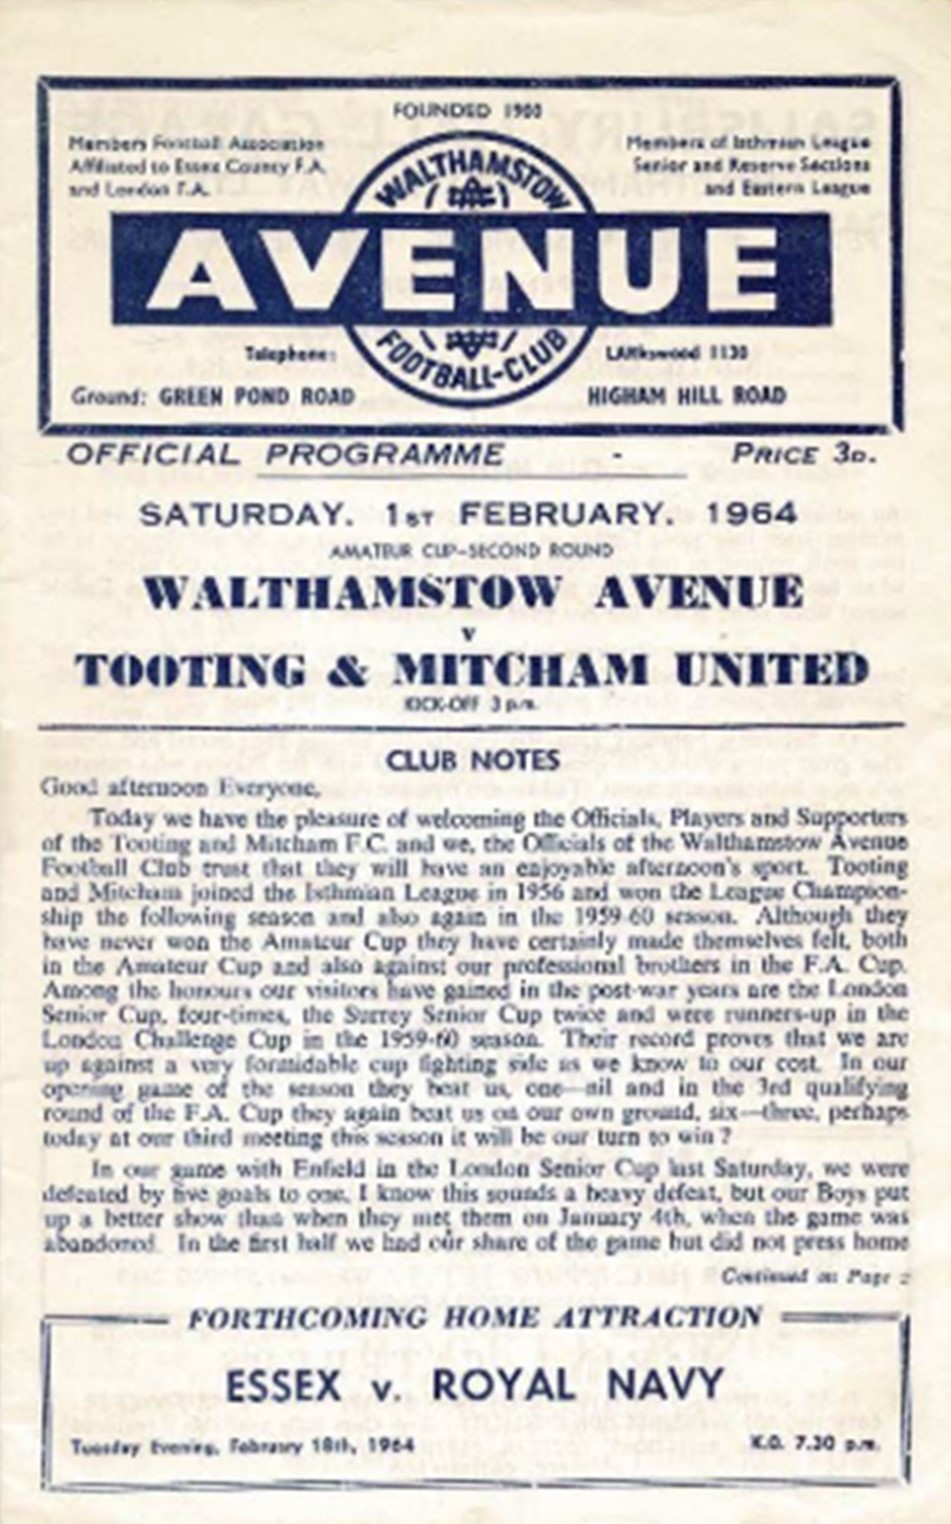 FOUNDED 1900
Members Football Association
Affiliated to Essex County F.A.
and London F.A.
Members of Isthmian League
Senior and Reserve Sections
and Eastern League
WALTHAMSTOW
AVENUE
FOOTBALL-CLUB
Telephone: LARkswood 1130
Ground: GREEN POND ROAD HIGHAM HILL ROAD
OFFICIAL PROGRAMME - PRICE 3D.
SATURDAY. 1ST FEBRUARY. 1964
AMATEUR CUP-SECOND ROUND
WALTHAMSTOW AVENUE
v
TOOTING & MITCHAM UNITED
KICK-OFF 3 p.m.
CLUB NOTES
Good afternoon Everyone,
Today we have the pleasure of welcoming the Officials, Players and Supporters
of the Tooting and Mitcham F.C. and we, the Officials of the Walthamstow Avenue
Football Club trust that they will have an enjoyable afternoon's sport. Tooting
and Mitcham joined the Isthmian League in 1956 and won the League Champion-
ship the following season and also again in the 1959-60 season. Although they
have never won the Amateur Cup they have certainly made themselves felt, both
in the Amateur Cup and also against our professional brothers in the F.A. Cup.
Among the honours our visitors have gained in the post-war years are the London
Senior Cup, four-times, the Surrey Senior Cup twice and were runners-up in the
London Challenge Cup in the 1959-60 season. Their record proves that we are
up against a very formidable cup fighting side as we know to our cost. In our
opening game of the season they beat us, one—nil and in the 3rd qualifying
round of the F.A. Cup they again beat us on our own ground, six—three, perhaps
today at our third meeting this season it will be our turn to win?
In our game with Enfield in the London Senior Cup last Saturday, we were
defeated by five goals to one, I know this sounds a heavy defeat, but our Boys put
up a better show than when they met them on January 4th, when the game was
abandoned. In the first half we had our share of the game but did not press home
Continued on Page 2
FORTHCOMING HOME ATTRACTION
ESSEX v. ROYAL NAVY
Tuesday Evening, February 18th, 1964 K.O. 7.30 p.m.